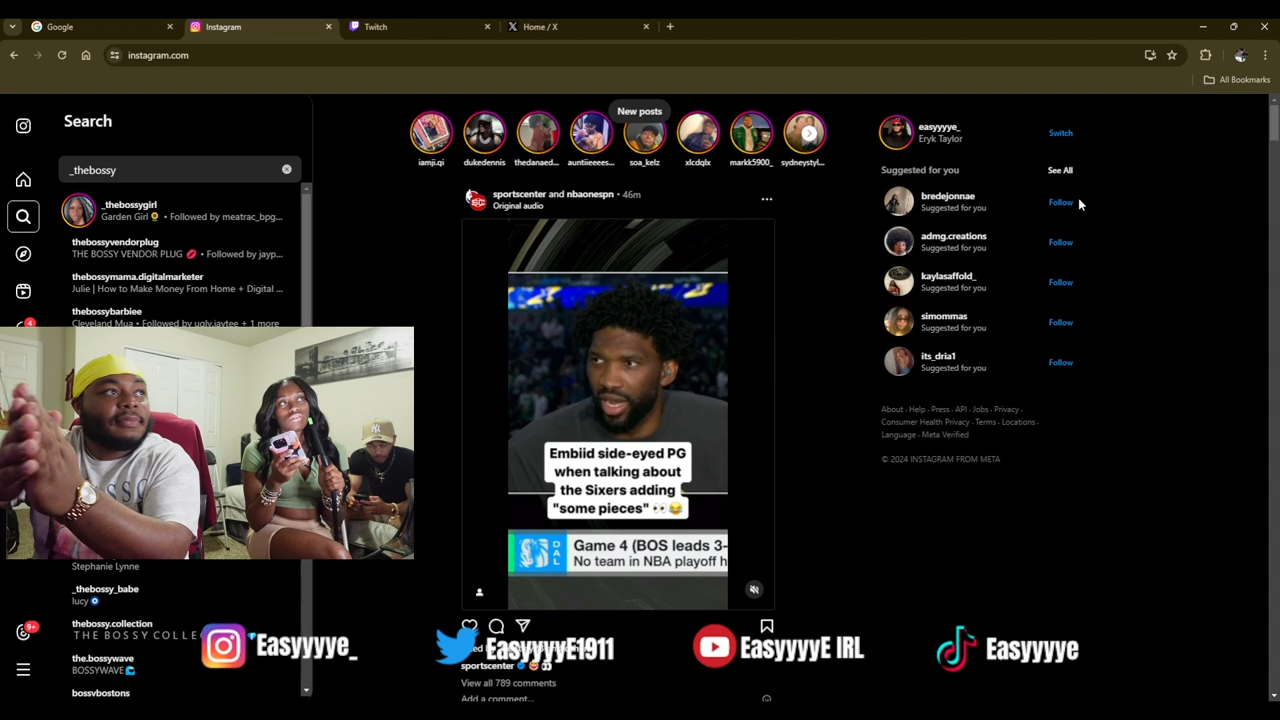 Google
Instagram
Twitch
Home / X
instagram.com
All Bookmarks
Search
_thebossy
_thebossygirl
Garden Girl 🌻 • Followed by meatrac_bpg...
thebossyvendorplug
THE BOSSY VENDOR PLUG 💋 • Followed by jayp...
thebossymama.digitalmarketer
Julie | How to Make Money From Home + Digital ...
thebossybarbiee
Cleveland Mua • Followed by ugly.jaytee + 1 more
4
Stephanie Lynne
_thebossy_babe
lucy🧿
thebossy.collection
THE BOSSY COLLE
the.bossywave
BOSSYWAVE🌊
bossybostons
9+
New posts
iamji.qi
dukedennis
thedanaed...
auntiieeees...
soa_kelz
xlcdqlx
markk5900_
sydneystyl...
sportscenter and nbaonespn • 46m
Original audio
SC
Embiid side-eyed PG
when talking about
the Sixers adding
"some pieces" 👀😂
DAL
Game 4 (BOS leads 3-
No team in NBA playoff h
sportscenter 👀
View all 789 comments
Add a comment...
easyyyye_
Eryk Taylor
Switch
Suggested for you
See All
bredejonnae
Suggested for you
Follow
admg.creations
Suggested for you
Follow
kaylasaffold_
Suggested for you
Follow
simommas
Suggested for you
Follow
its_dria1
Suggested for you
Follow
About · Help · Press · API · Jobs · Privacy ·
Consumer Health Privacy · Terms · Locations ·
Language · Meta Verified
© 2024 INSTAGRAM FROM META
Easyyyye_
EasyyyyE1911
EasyyyyE IRL
Easyyyye